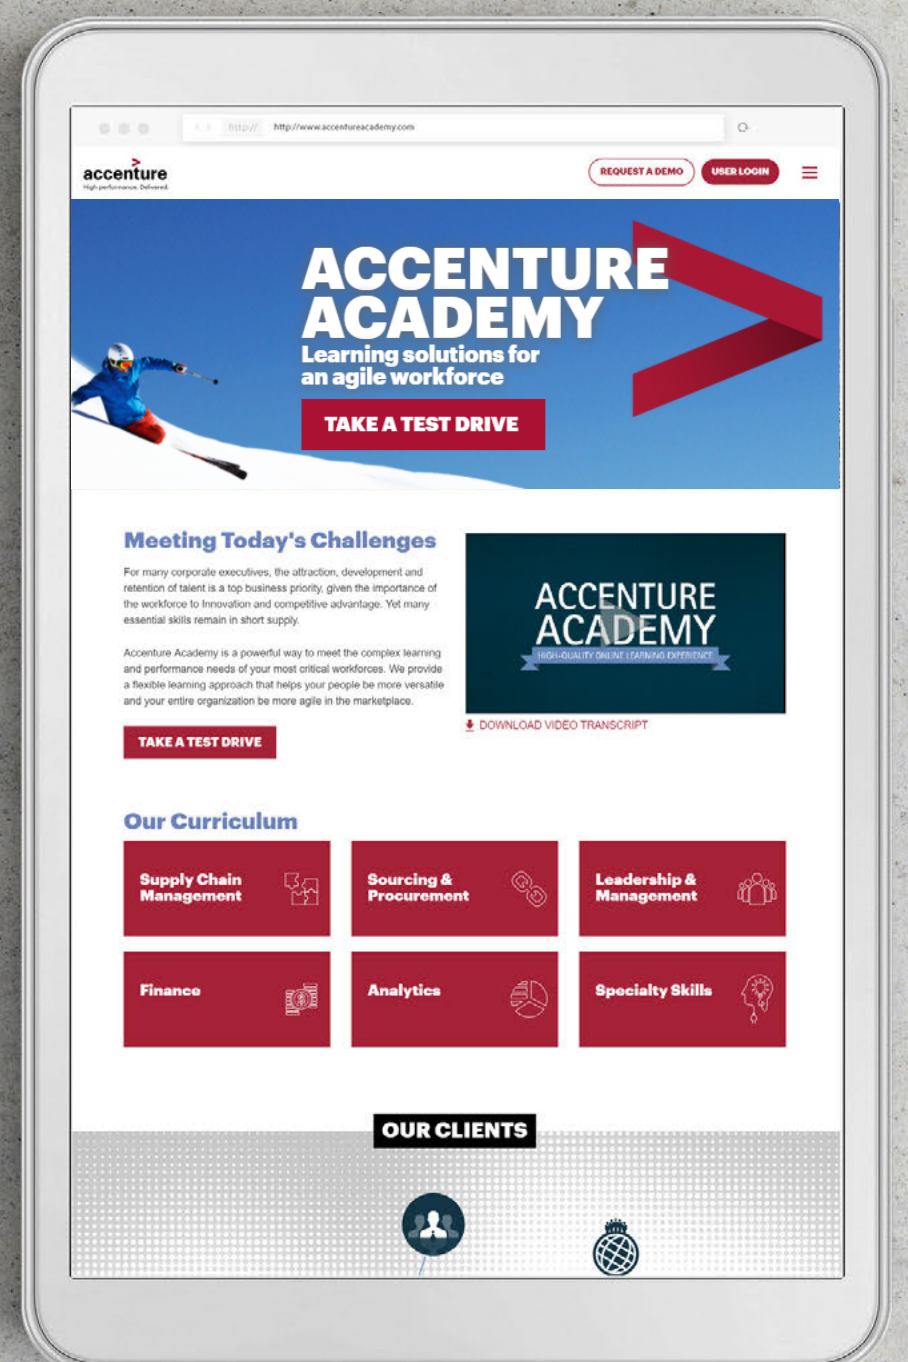 http://
http://www.accentureacademy.com
accenture
High performance. Delivered.
REQUEST A DEMO
USER LOGIN
ACCENTURE
ACADEMY
Learning solutions for
an agile workforce
TAKE A TEST DRIVE
Meeting Today's Challenges
For many corporate executives, the attraction, development and
retention of talent is a top business priority, given the importance of
the workforce to Innovation and competitive advantage. Yet many
essential skills remain in short supply.
Accenture Academy is a powerful way to meet the complex learning
and performance needs of your most critical workforces. We provide
a flexible learning approach that helps your people be more versatile
and your entire organization be more agile in the marketplace.
TAKE A TEST DRIVE
ACCENTURE
ACADEMY
HIGH-QUALITY ONLINE LEARNING EXPERIENCE
DOWNLOAD VIDEO TRANSCRIPT
Our Curriculum
Supply Chain
Management
Sourcing &
Procurement
Leadership &
Management
Finance
Analytics
Specialty Skills
OUR CLIENTS